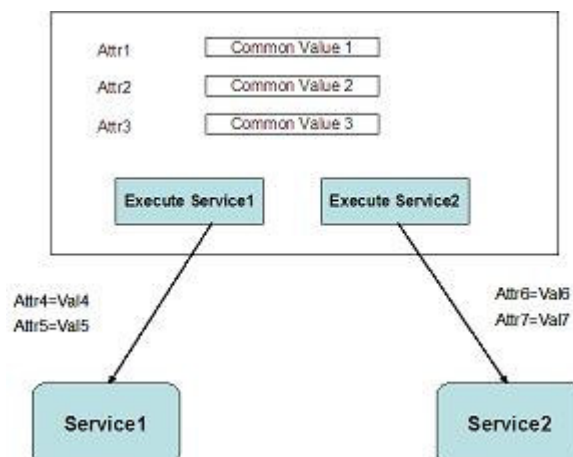 Attr1 Common Value 1
Attr2 Common Value 2
Attr3 Common Value 3
Execute Service1 Execute Service2
Attr4=Val4
Attr5=Val5
Attr6=Val6
Attr7=Val7
Service1 Service2